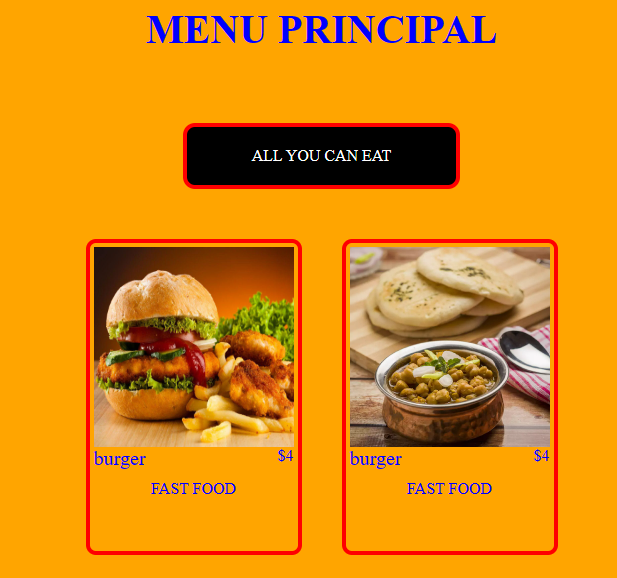 MENU PRINCIPAL
ALL YOU CAN EAT
burger $4
FAST FOOD
burger $4
FAST FOOD